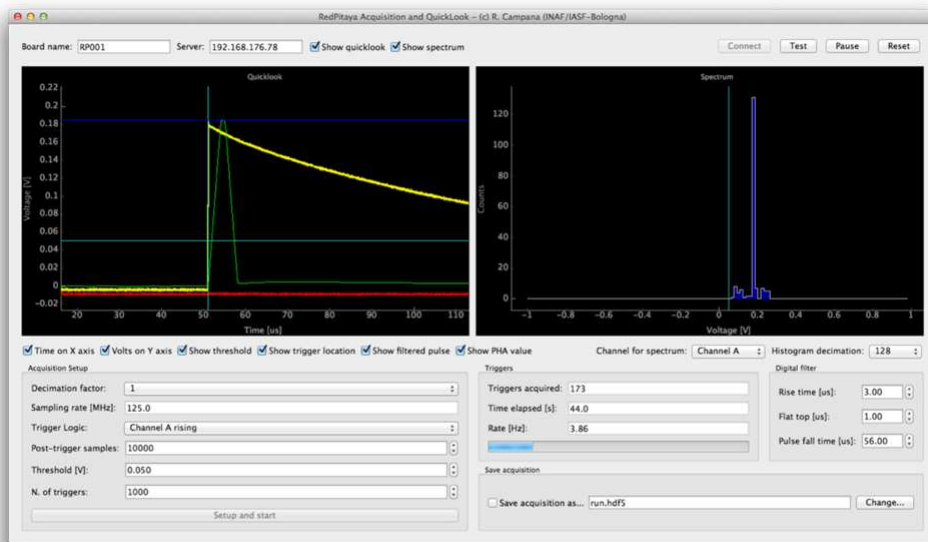 RedPitaya Acquisition and QuickLook – (c) R. Campana (INAF/IASF-Bologna)
Board name: RP001 Server: 192.168.176.78 Show quicklook Show spectrum Connect Test Pause Reset
Quicklook
0.22
0.2
0.18
0.16
0.14
0.12
0.1
0.08
0.06
0.04
0.02
0
-0.02
Voltage [V]
20 30 40 50 60 70 80 90 100 110
Time [us]
Spectrum
120
100
80
60
40
20
0
Counts
-1 -0.8 -0.6 -0.4 -0.2 0 0.2 0.4 0.6 0.8 1
Voltage [V]
Time on X axis Volts on Y axis Show threshold Show trigger location Show filtered pulse Show PHA value Channel for spectrum: Channel A Histogram decimation: 128
Acquisition Setup
Decimation factor: 1
Sampling rate [MHz]: 125.0
Trigger Logic: Channel A rising
Post-trigger samples: 10000
Threshold [V]: 0.050
N. of triggers: 1000
Setup and start
Triggers
Triggers acquired: 173
Time elapsed [s]: 44.0
Rate [Hz]: 3.86
Digital filter
Rise time [us]: 3.00
Flat top [us]: 1.00
Pulse fall time [us]: 56.00
Save acquisition
Save acquisition as... run.hdf5 Change...